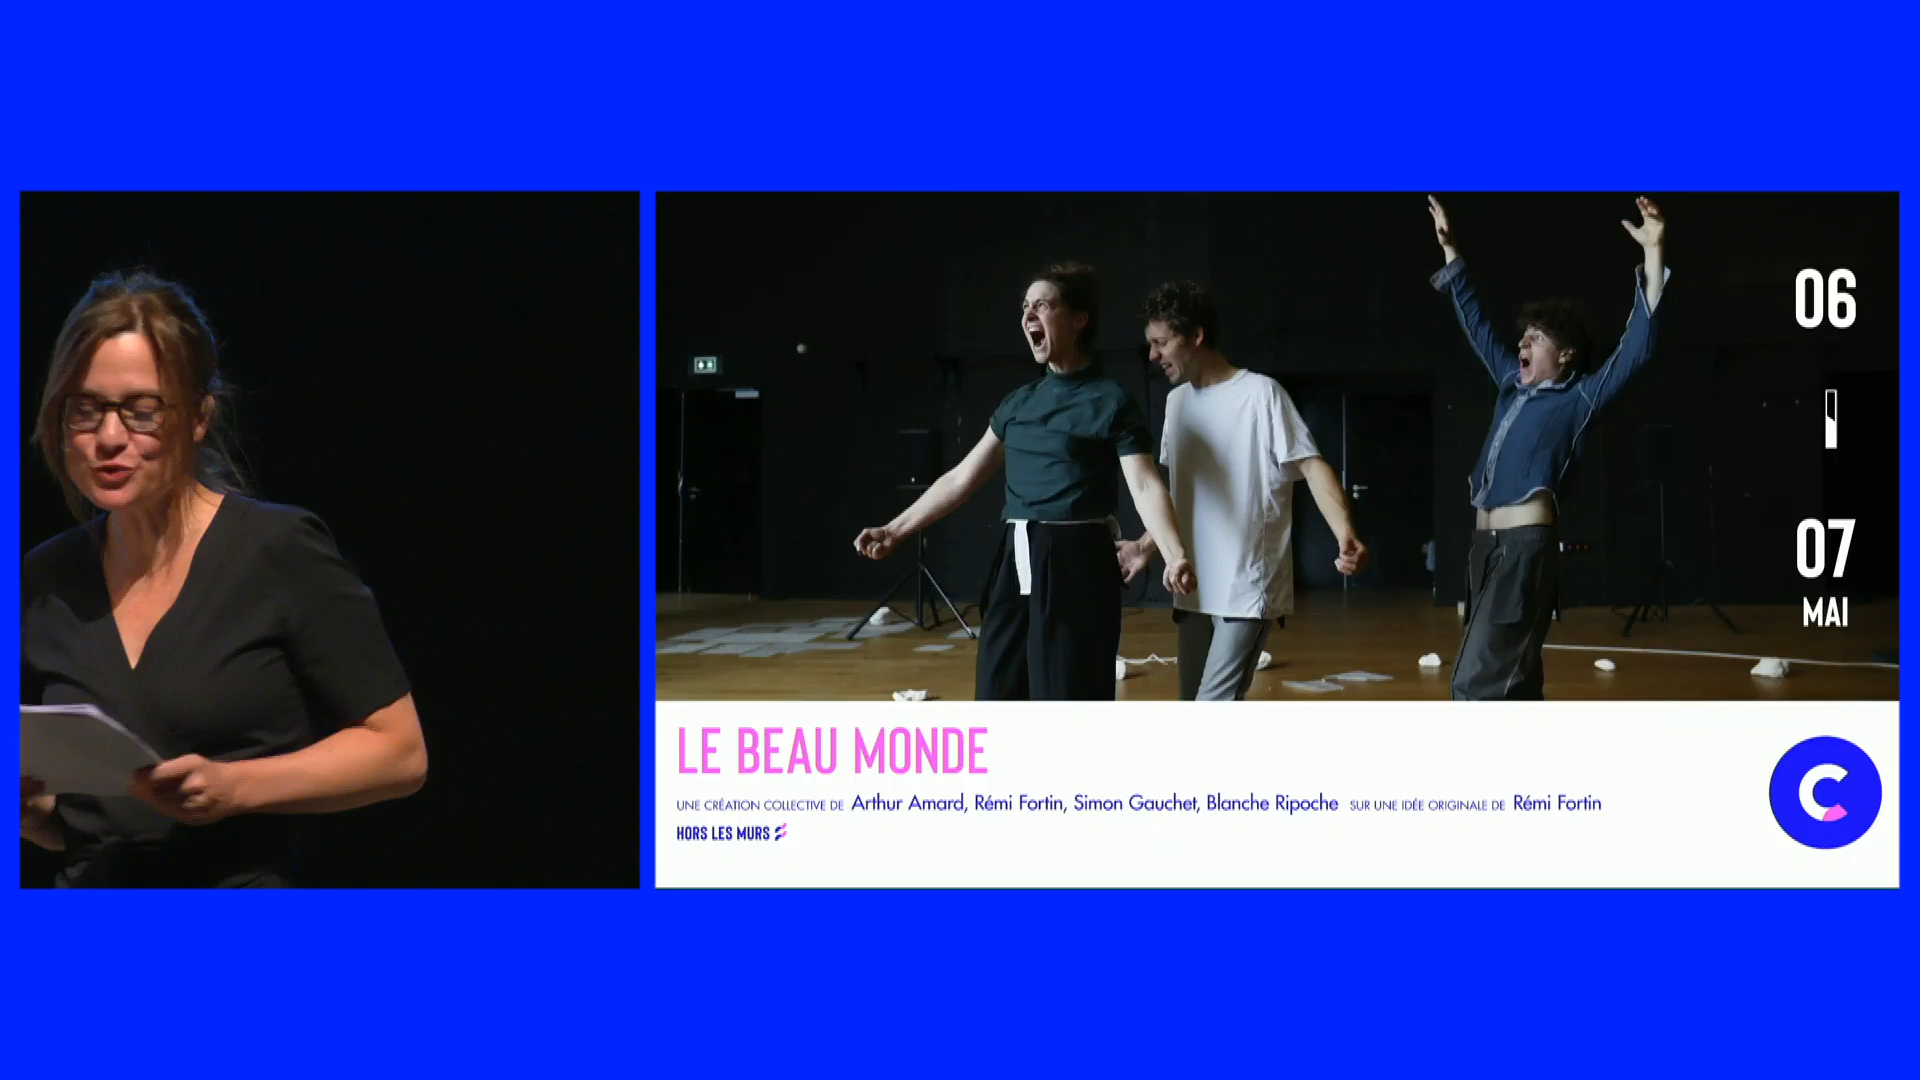 06
07
MAI
LE BEAU MONDE
UNE CRÉATION COLLECTIVE DE Arthur Amard, Rémi Fortin, Simon Gauchet, Blanche Ripoche SUR UNE IDÉE ORIGINALE DE Rémi Fortin
HORS LES MURS
C